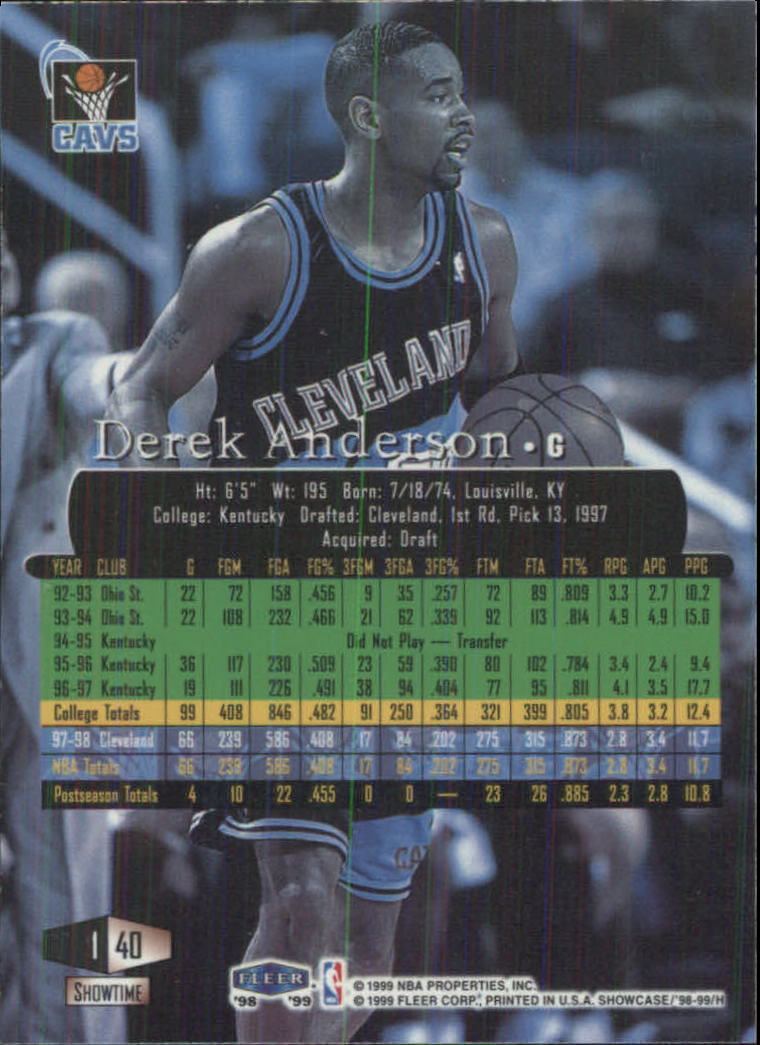 CAVS
CLEVELAND
Derek Anderson • G
Ht: 6'5" Wt: 195 Born: 7/18/74, Louisville, KY
College: Kentucky Drafted: Cleveland, 1st Rd, Pick 13, 1997
Acquired: Draft
YEAR CLUB G FGM FGA FG% 3FGM 3FGA 3FG% FTM FTA FT% RPG APG PPG
92-93 Ohio St. 22 72 158 .456 9 35 .257 72 89 .809 3.3 2.7 10.2
93-94 Ohio St. 22 108 232 .466 21 62 .339 92 113 .814 4.9 4.9 15.0
94-95 Kentucky Did Not Play — Transfer
95-96 Kentucky 36 117 230 .509 23 59 .390 80 102 .784 3.4 2.4 9.4
96-97 Kentucky 19 111 226 .491 38 94 .404 77 95 .811 4.1 3.5 17.7
College Totals 99 408 846 .482 91 250 .364 321 399 .805 3.8 3.2 12.4
97-98 Cleveland 66 239 586 .408 17 84 .202 275 315 .873 2.8 3.4 11.7
NBA Totals 66 239 586 .408 17 84 .202 275 315 .873 2.8 3.4 11.7
Postseason Totals 4 10 22 .455 0 0 — 23 26 .885 2.3 2.8 10.8
1 40
SHOWTIME
FLEER
'98 '99
© 1999 NBA PROPERTIES, INC.
© 1999 FLEER CORP., PRINTED IN U.S.A. SHOWCASE/'98-99/H